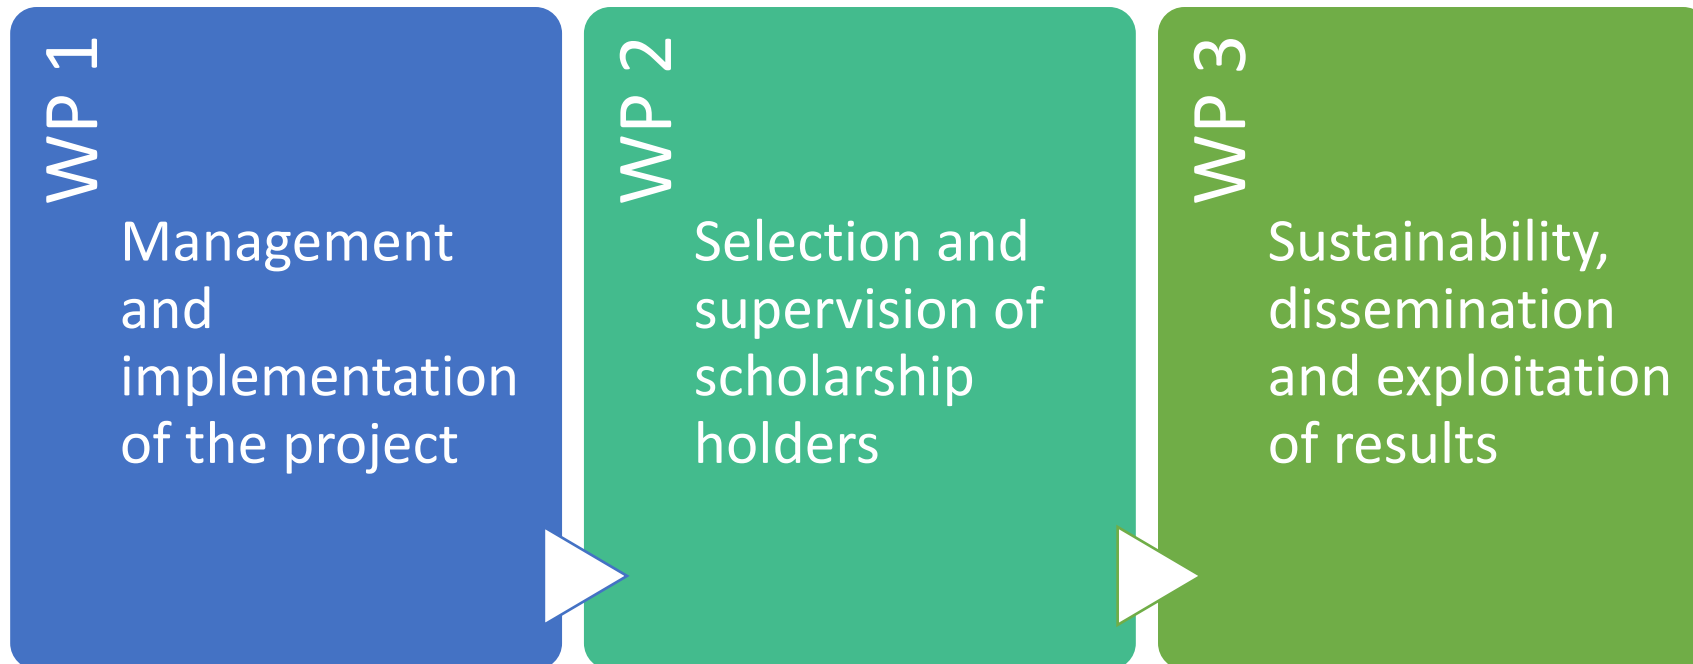 WP 1
Management
and
implementation
of the project
WP 2
Selection and
supervision of
scholarship
holders
WP 3
Sustainability,
dissemination
and exploitation
of results